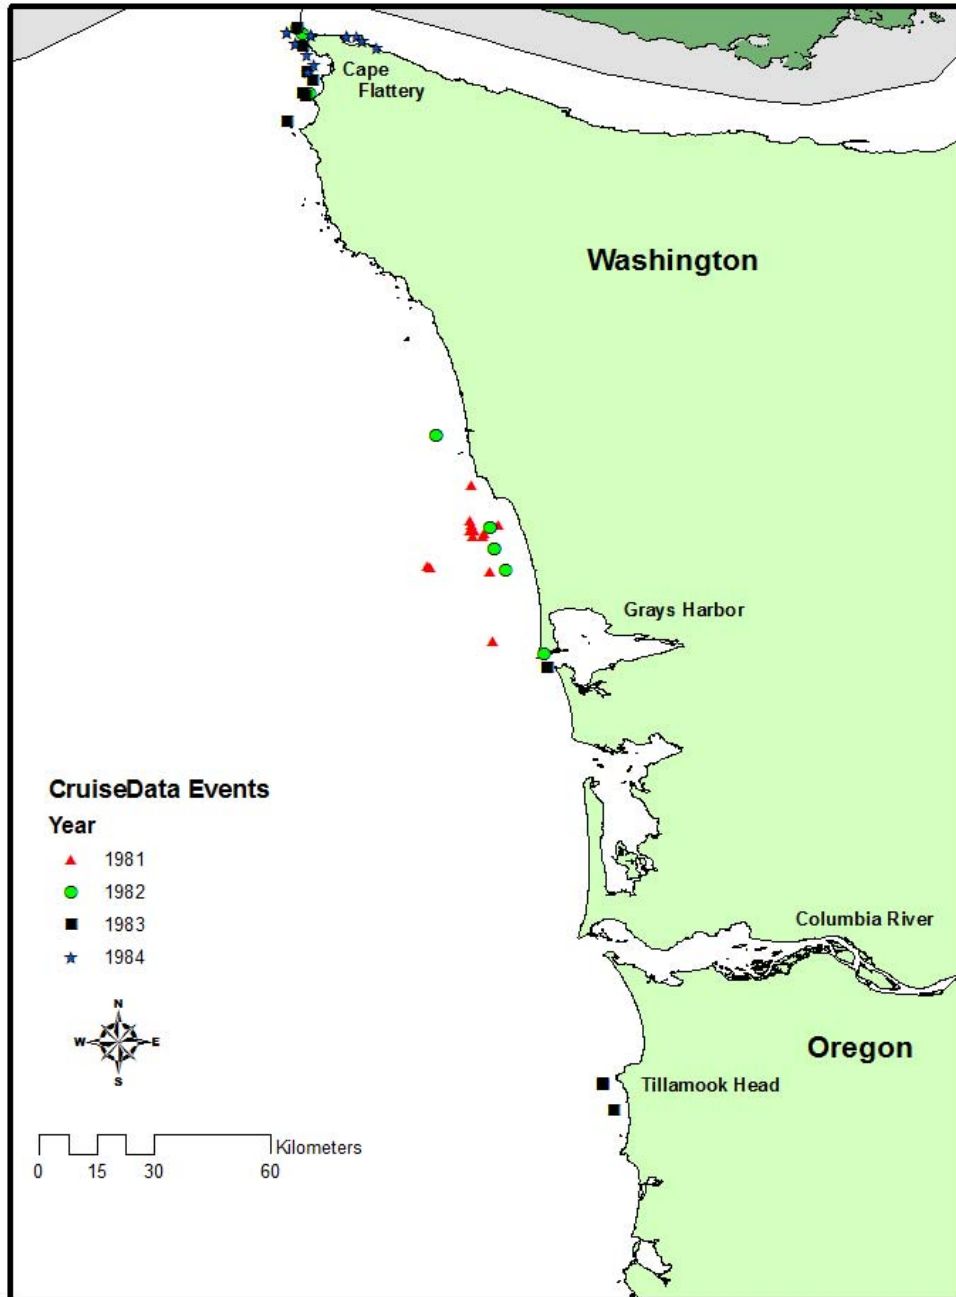 Cape
Flattery
Washington
Grays Harbor
CruiseData Events
Year
1981
1982
1983
1984
Columbia River
N
W E
S
Oregon
Tillamook Head
Kilometers
0 15 30 60